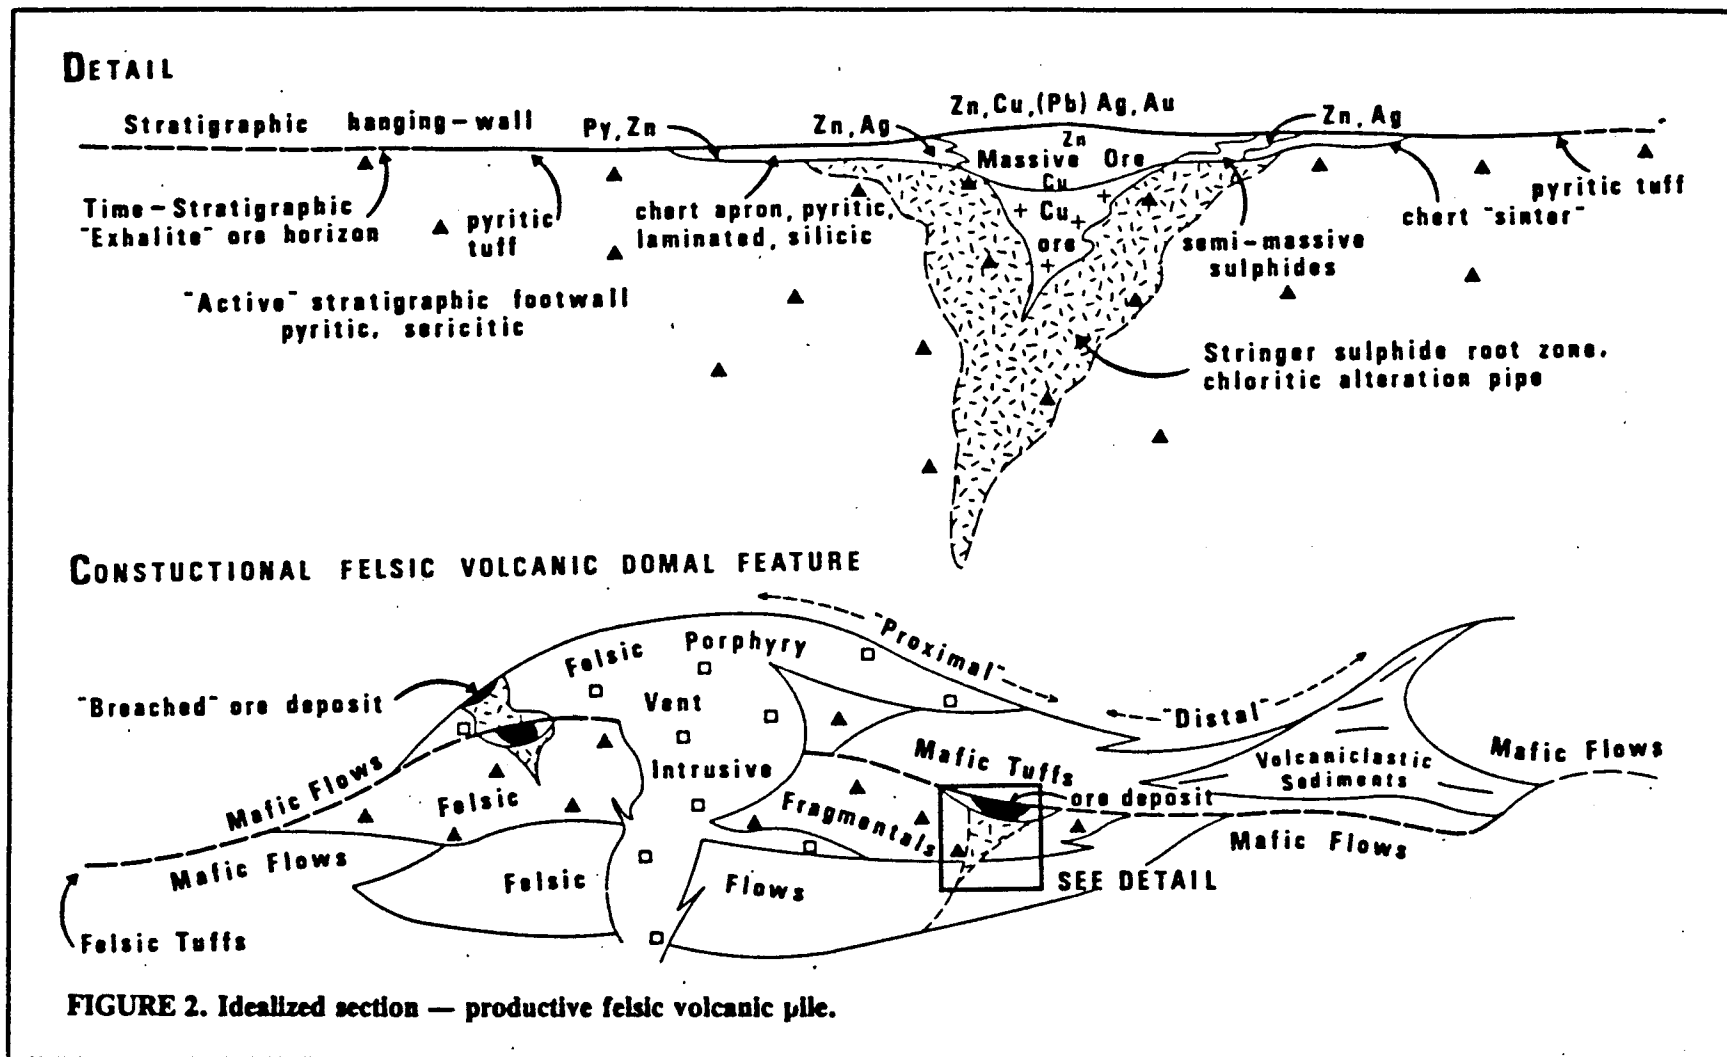 DETAIL
Zn, Cu, (Pb) Ag, Au
Stratigraphic hanging-wall
Py, Zn
Zn, Ag
Zn
Zn, Ag
Massive Ore
Cu
Time-Stratigraphic
"Exhalite" ore horizon
pyritic
tuff
chert apron, pyritic,
laminated, silicic
Cu
ore
semi-massive
sulphides
chert "sinter"
pyritic tuff
"Active" stratigraphic footwall
pyritic, sericitic
Stringer sulphide root zone,
chloritic alteration pipe
CONSTUCTIONAL FELSIC VOLCANIC DOMAL FEATURE
"Breached" ore deposit
Felsic Porphyry
"Proximal"
Vent
"Distal"
Intrusive
Mafic Flows
Mafic Tuffs
Volcaniclastic
Sediments
Mafic Flows
Felsic
Fragmentals
ore deposit
Mafic Flows
Mafic Flows
Felsic
Flows
SEE DETAIL
Felsic Tuffs
FIGURE 2. Idealized section — productive felsic volcanic pile.